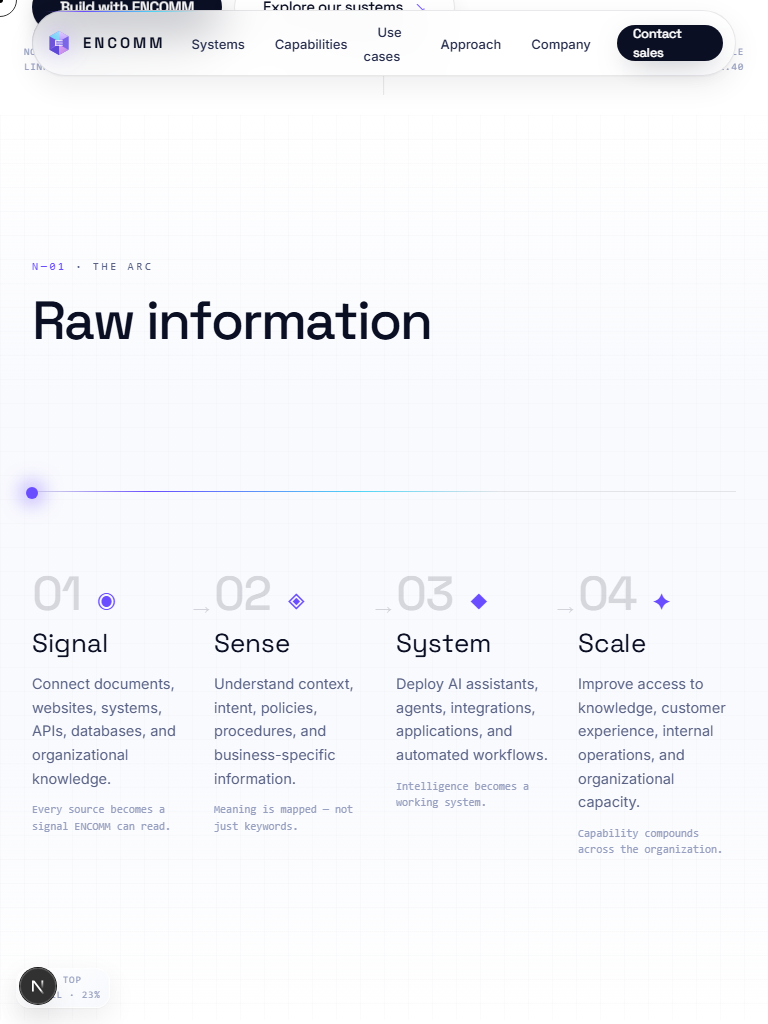 Build with ENCOMM
Explore our systems
ENCOMM
Systems
Capabilities
Use
cases
Approach
Company
Contact
sales
N—01 · THE ARC
Raw information
01
→
02
→
03
→
04
Signal
Connect documents,
websites, systems,
APIs, databases, and
organizational
knowledge.
Every source becomes a
signal ENCOMM can read.
Sense
Understand context,
intent, policies,
procedures, and
business-specific
information.
Meaning is mapped — not
just keywords.
System
Deploy AI assistants,
agents, integrations,
applications, and
automated workflows.
Intelligence becomes a
working system.
Scale
Improve access to
knowledge, customer
experience, internal
operations, and
organizational
capacity.
Capability compounds
across the organization.
N
TOP
· 23%